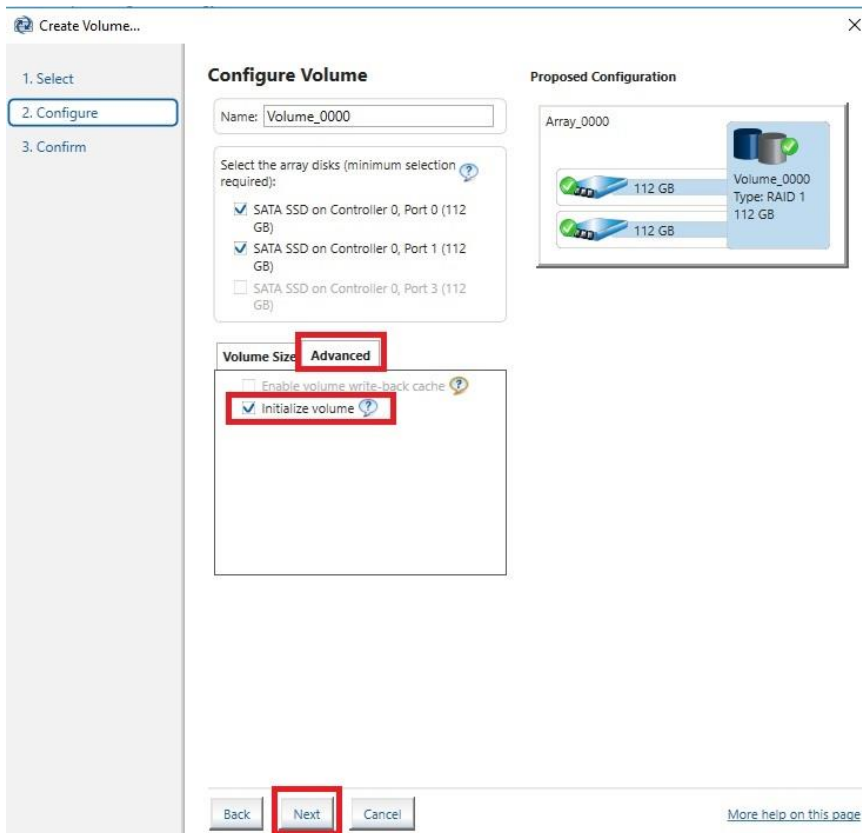 Create Volume...
1. Select
2. Configure
3. Confirm
Configure Volume
Name: Volume_0000
Select the array disks (minimum selection
required):
SATA SSD on Controller 0, Port 0 (112
GB)
SATA SSD on Controller 0, Port 1 (112
GB)
SATA SSD on Controller 0, Port 3 (112
GB)
Volume Size Advanced
Enable volume write-back cache
Initialize volume
Proposed Configuration
Array_0000
112 GB
112 GB
Volume_0000
Type: RAID 1
112 GB
Back Next Cancel
More help on this page